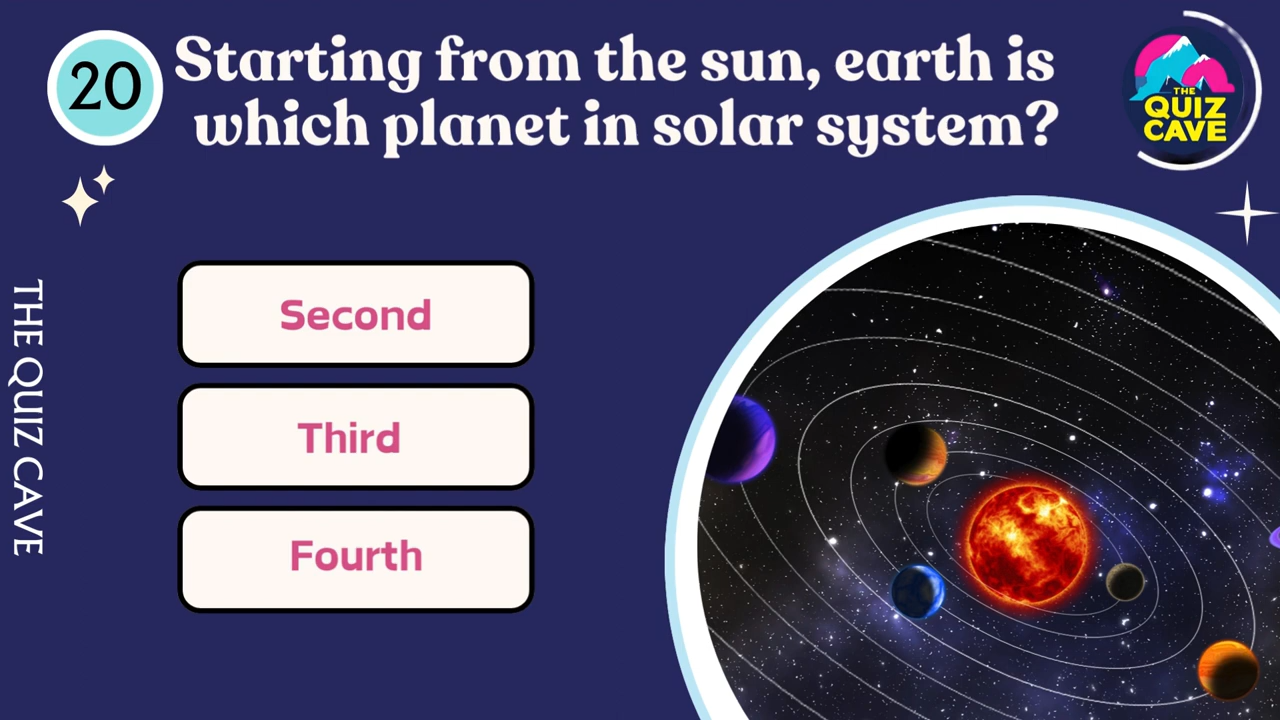 20
Starting from the sun, earth is
which planet in solar system?
THE
QUIZ
CAVE
Second
Third
Fourth
THE QUIZ CAVE